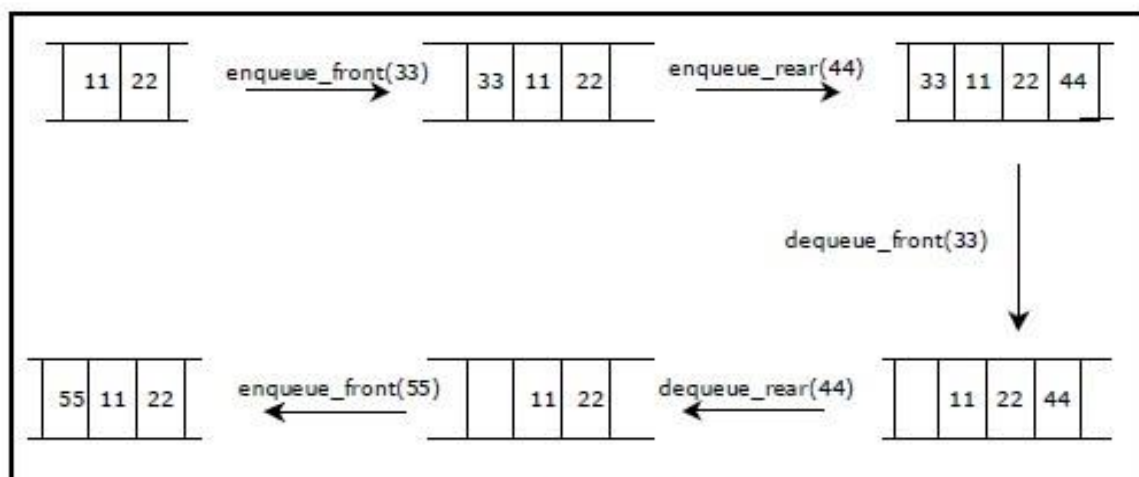 11 22
enqueue_front(33)
33 11 22
enqueue_rear(44)
33 11 22 44
dequeue_front(33)
11 22 44
dequeue_rear(44)
11 22
enqueue_front(55)
55 11 22